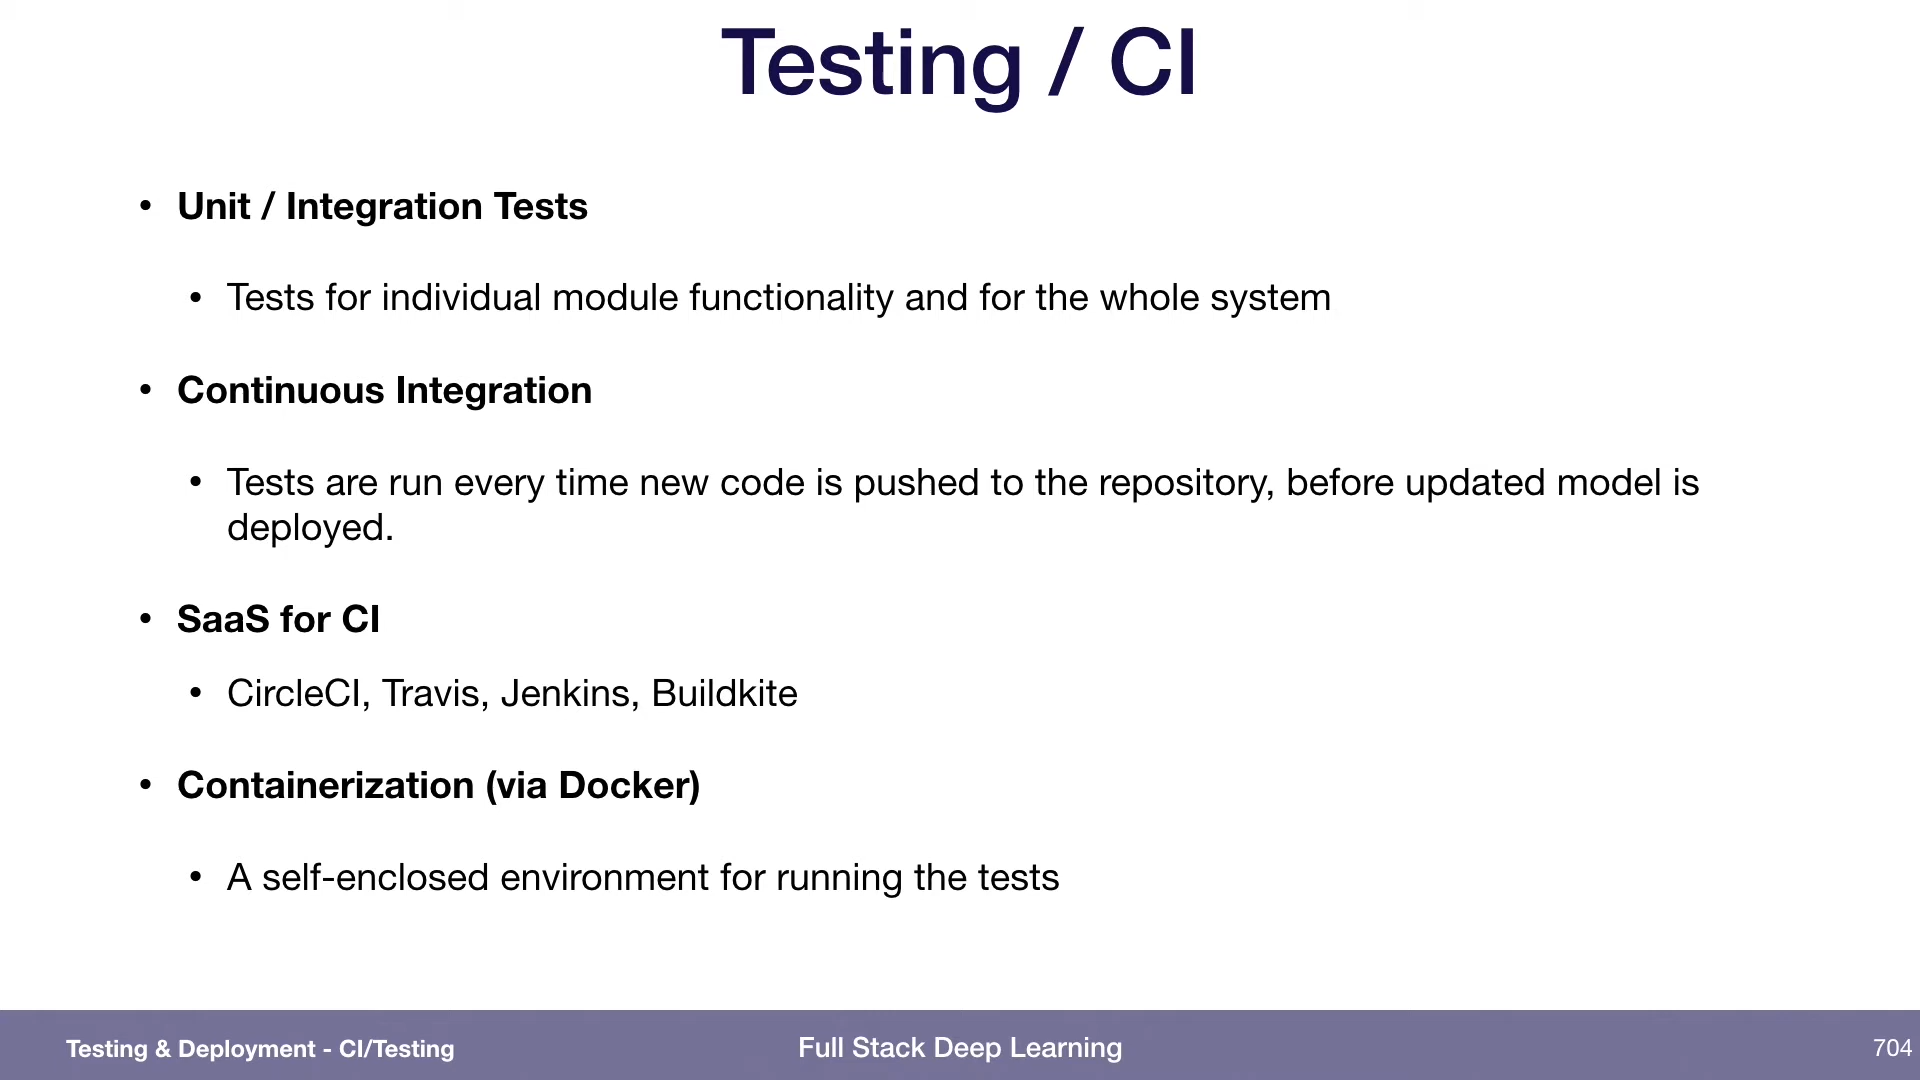 Testing / CI
• Unit / Integration Tests
• Tests for individual module functionality and for the whole system
• Continuous Integration
• Tests are run every time new code is pushed to the repository, before updated model is
deployed.
• SaaS for CI
• CircleCI, Travis, Jenkins, Buildkite
• Containerization (via Docker)
• A self-enclosed environment for running the tests
Testing & Deployment - CI/Testing
Full Stack Deep Learning
704